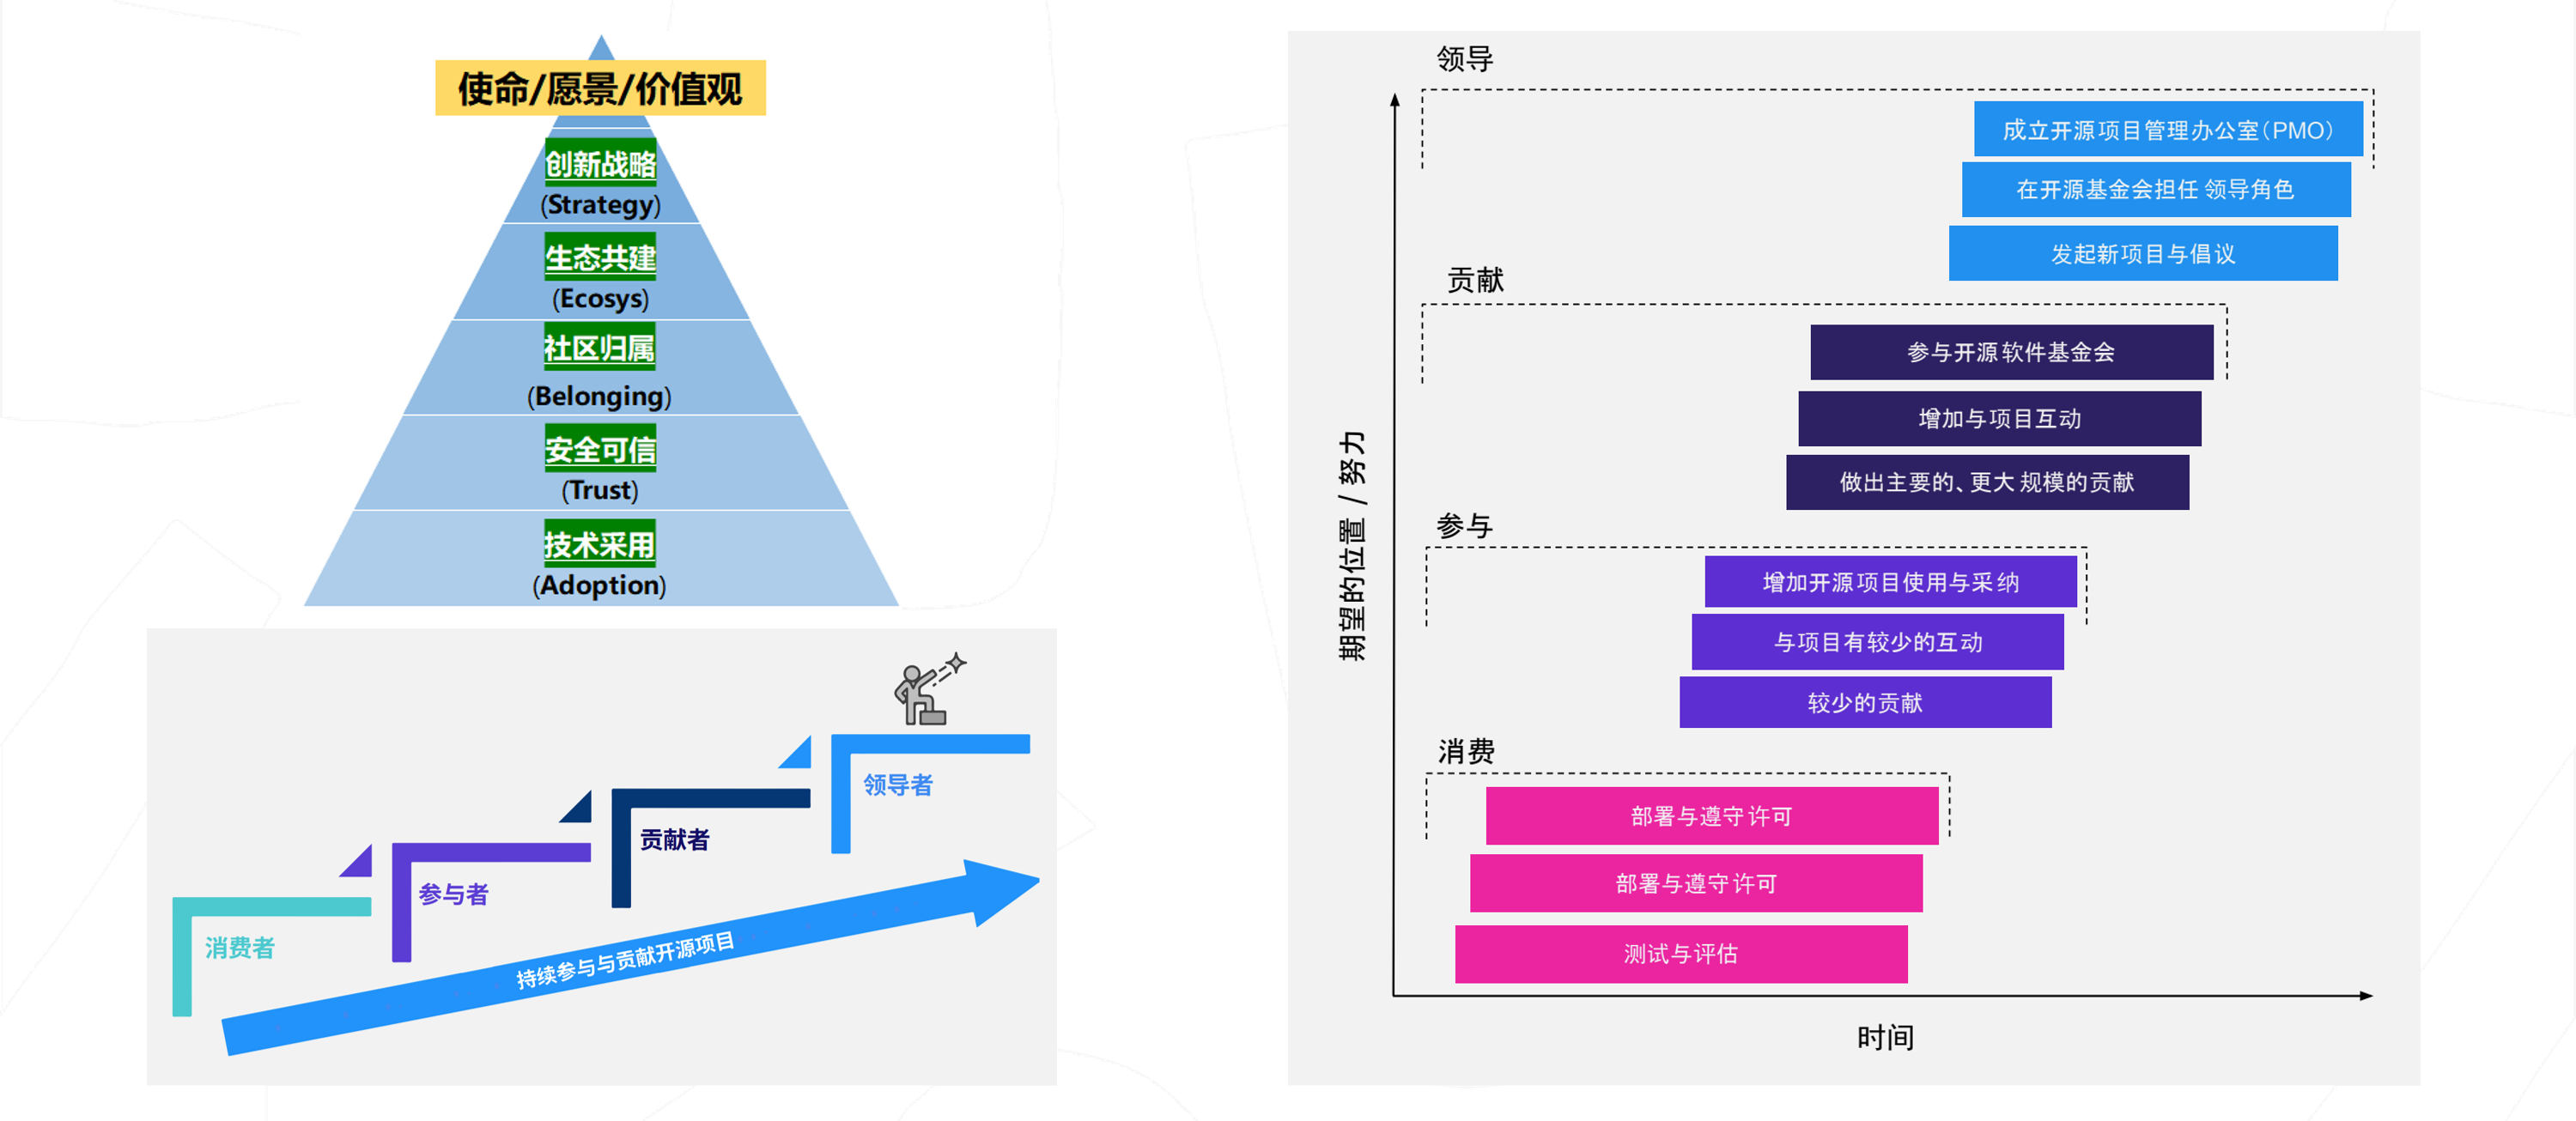 使命/愿景/价值观
创新战略
(Strategy)
生态共建
(Ecosys)
社区归属
(Belonging)
安全可信
(Trust)
技术采用
(Adoption)
领导者
贡献者
参与者
消费者
持续参与与贡献开源项目
领导
成立开源项目管理办公室(PMO)
在开源基金会担任领导角色
发起新项目与倡议
贡献
参与开源软件基金会
增加与项目互动
做出主要的、更大规模的贡献
参与
增加开源项目使用与采纳
与项目有较少的互动
较少的贡献
消费
部署与遵守许可
部署与遵守许可
测试与评估
期望的位置 / 努力
时间